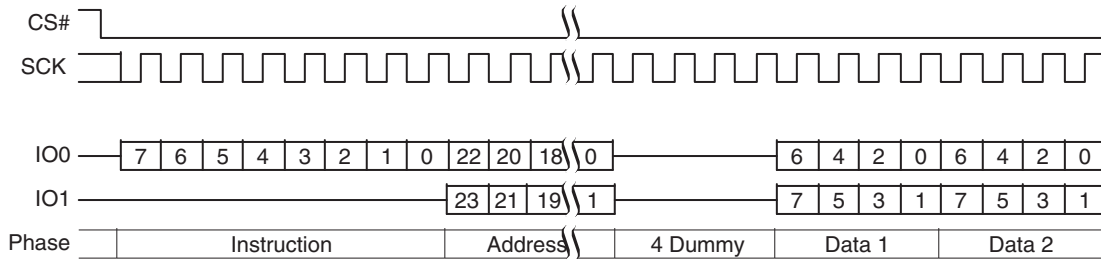 CS#
SCK
IO0 7 6 5 4 3 2 1 0 22 20 18 0 6 4 2 0 6 4 2 0
IO1 23 21 19 1 7 5 3 1 7 5 3 1
Phase Instruction Address 4 Dummy Data 1 Data 2